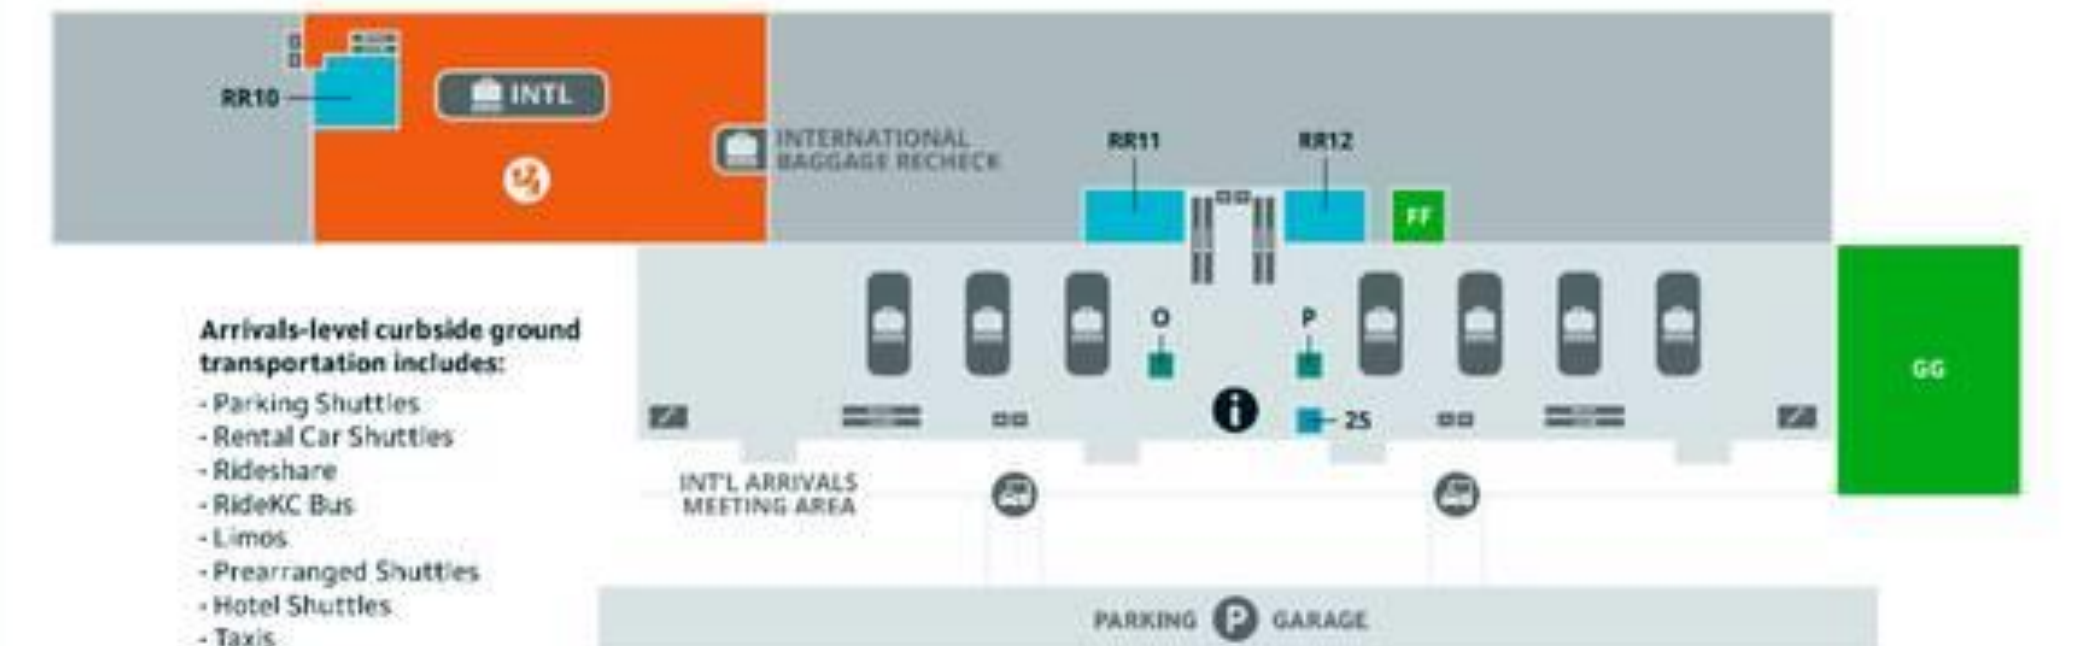 RR10
INTL
INTERNATIONAL
BAGGAGE RECHECK
RR11
RR12
FF
GG
O
P
i
2S
Arrivals-level curbside ground
transportation includes:
- Parking Shuttles
- Rental Car Shuttles
- Rideshare
- RideKC Bus
- Limos
- Prearranged Shuttles
- Hotel Shuttles
- Taxis
INT'L ARRIVALS
MEETING AREA
PARKING P GARAGE